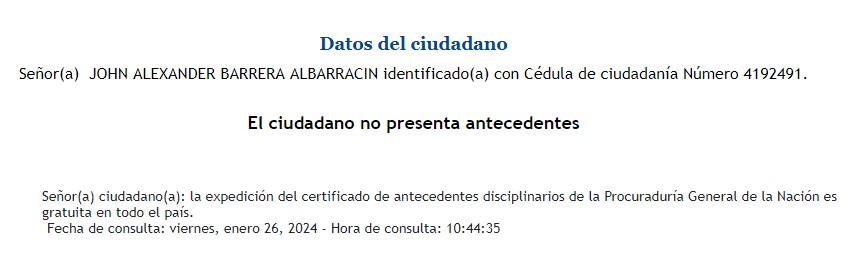 Datos del ciudadano
Señor(a) JOHN ALEXANDER BARRERA ALBARRACIN identificado(a) con Cédula de ciudadanía Número 4192491.
El ciudadano no presenta antecedentes
Señor(a) ciudadano(a): la expedición del certificado de antecedentes disciplinarios de la Procuraduría General de la Nación es
gratuita en todo el país.
Fecha de consulta: viernes, enero 26, 2024 - Hora de consulta: 10:44:35